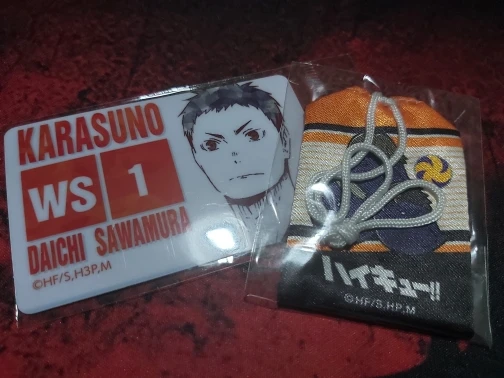 KARASUNO
WS 1
DAICHI SAWAMURA
©HF/S,H3P,M
ハイキュー!!
©HF/S,HP,M